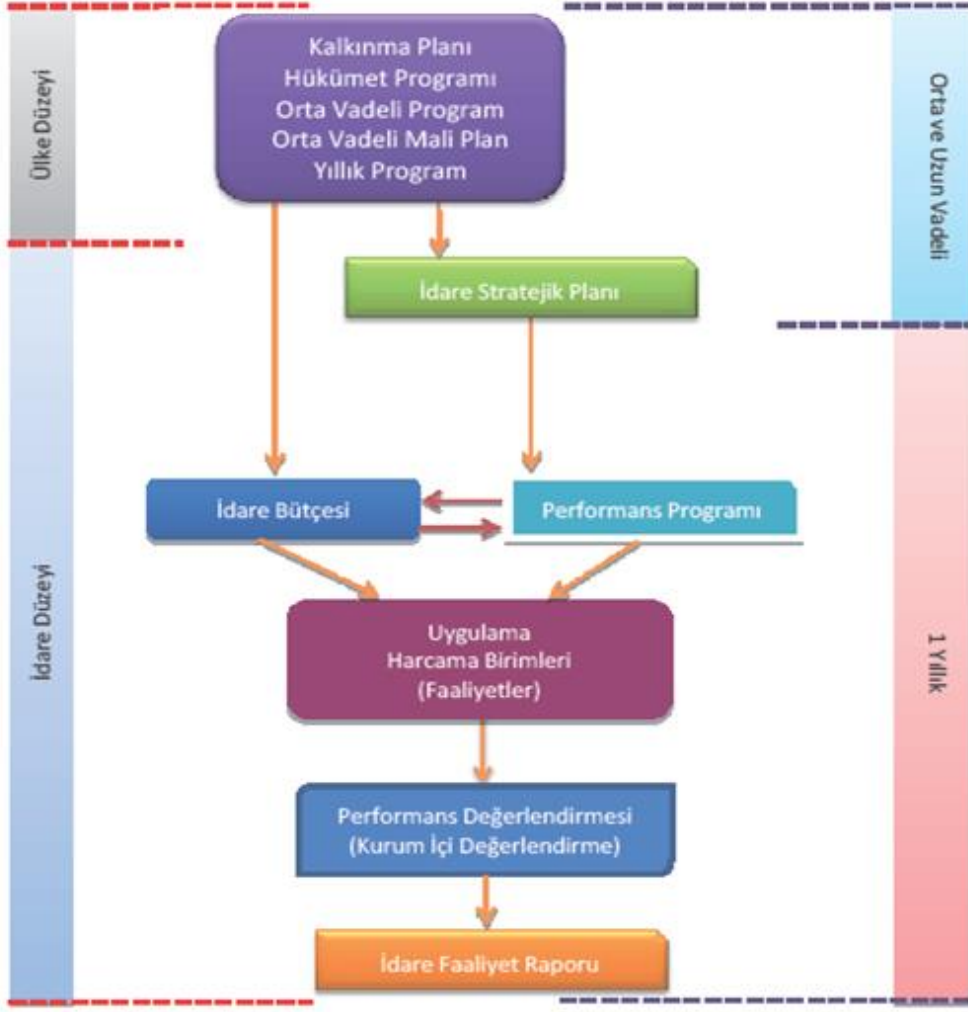 Ülke Düzeyi
Kalkınma Planı
Hükümet Programı
Orta Vadeli Program
Orta Vadeli Mali Plan
Yıllık Program
Orta ve Uzun Vadeli
İdare Stratejik Planı
İdare Düzeyi
İdare Bütçesi
Performans Programı
1 Yıllık
Uygulama
Harcama Birimleri
(Faaliyetler)
Performans Değerlendirmesi
(Kurum İçi Değerlendirme)
İdare Faaliyet Raporu